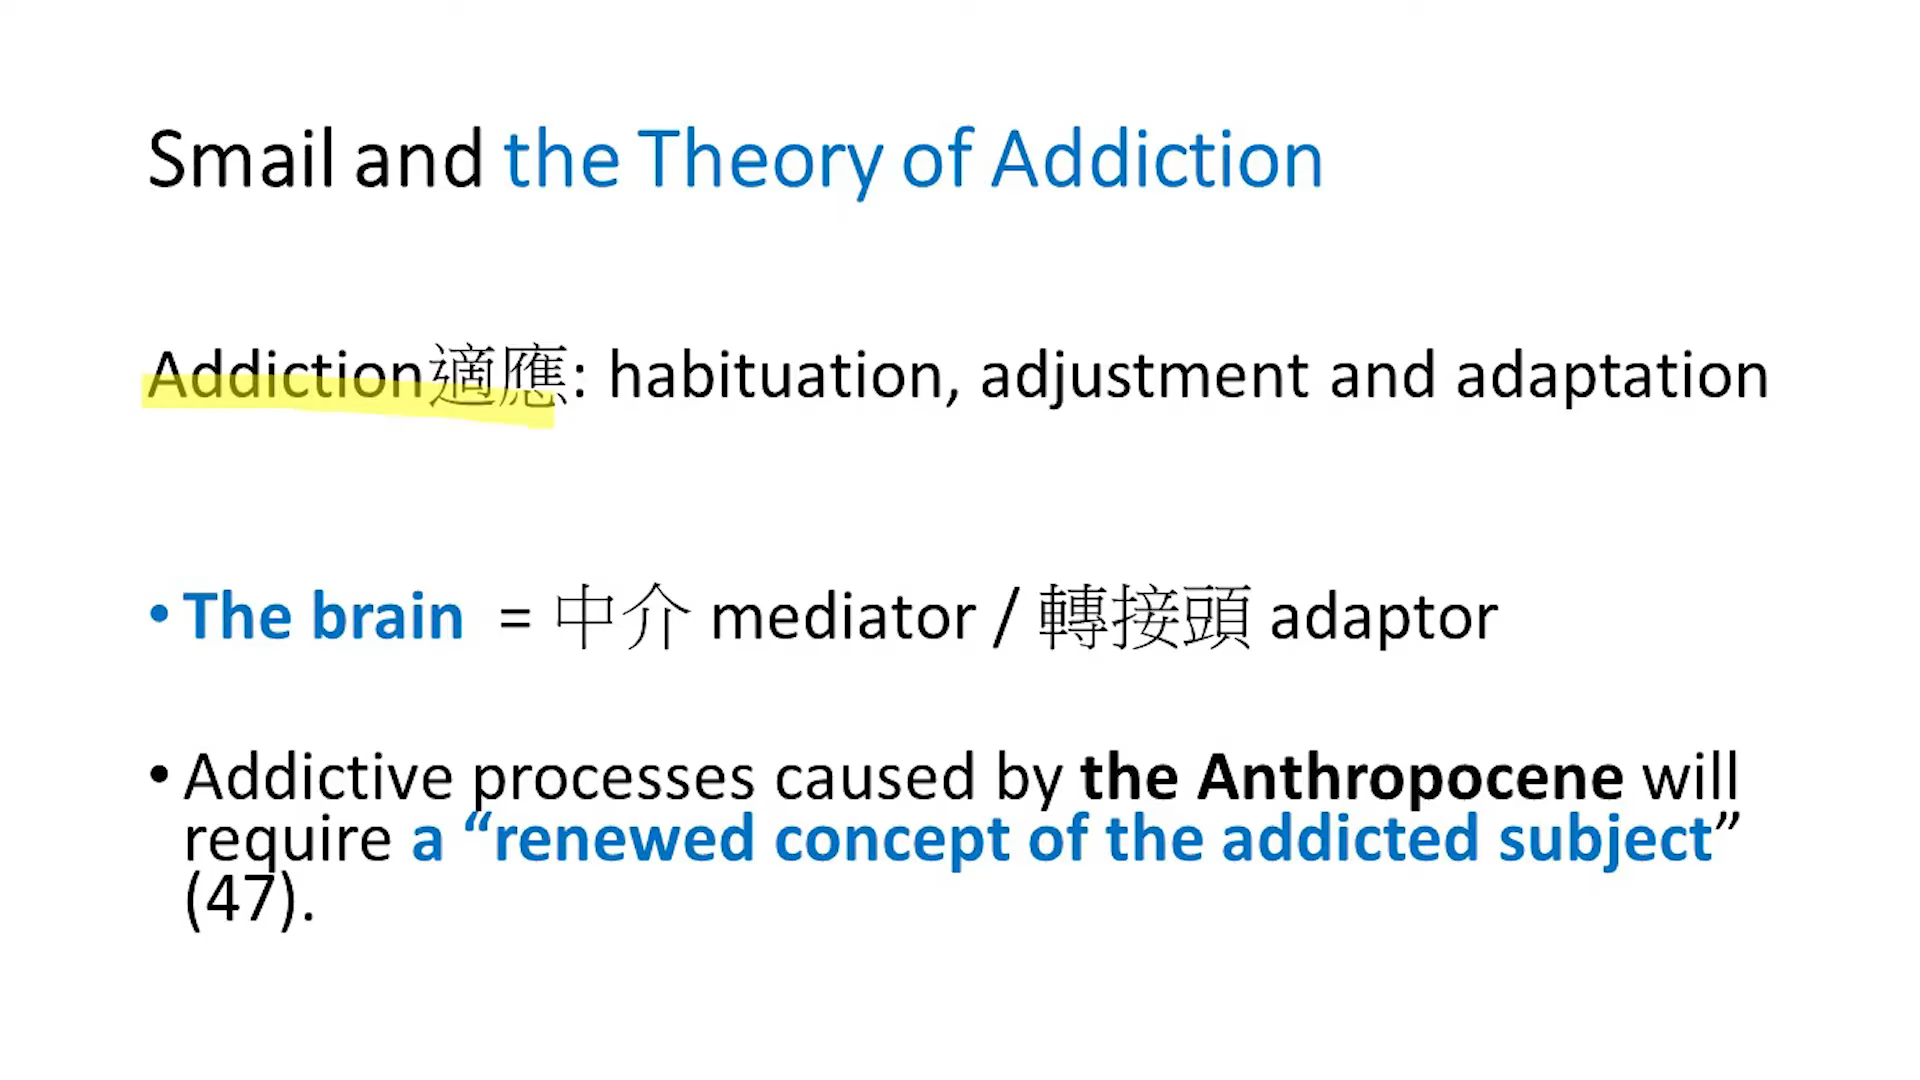 Smail and the Theory of Addiction
Addiction適應: habituation, adjustment and adaptation
• The brain = 中介 mediator / 轉接頭 adaptor
• Addictive processes caused by the Anthropocene will
require a “renewed concept of the addicted subject”
(47).